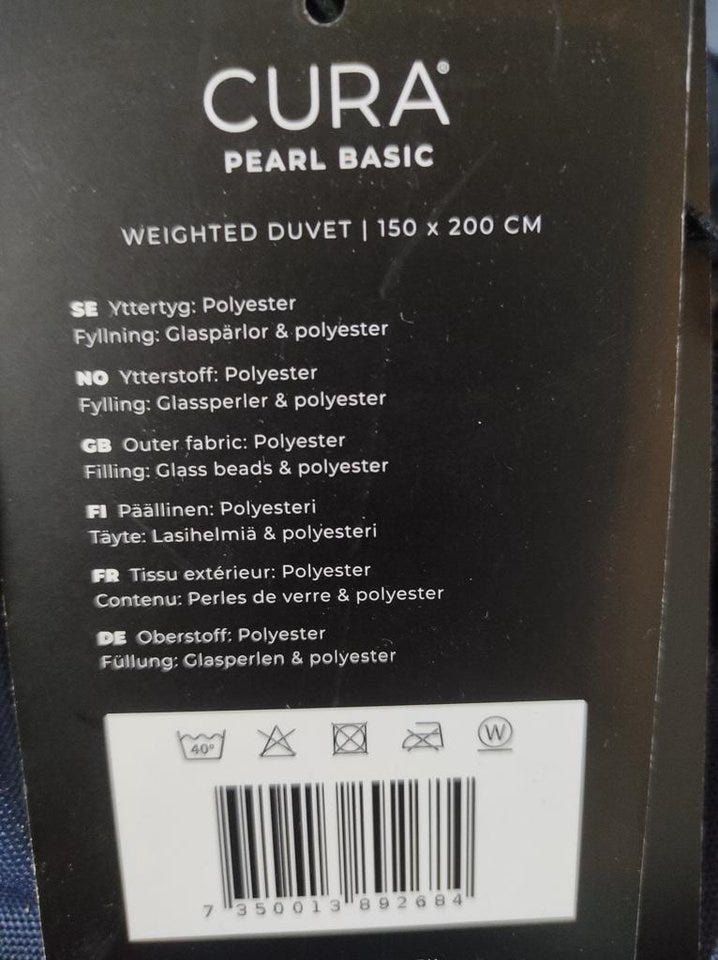 CURA®
PEARL BASIC
WEIGHTED DUVET | 150 x 200 CM
SE Yttertyg: Polyester
Fyllning: Glaspärlor & polyester
NO Ytterstoff: Polyester
Fylling: Glassperler & polyester
GB Outer fabric: Polyester
Filling: Glass beads & polyester
FI Päällinen: Polyesteri
Täyte: Lasihelmiä & polyesteri
FR Tissu extérieur: Polyester
Contenu: Perles de verre & polyester
DE Oberstoff: Polyester
Füllung: Glasperlen & polyester
40° W
7 350013 892684